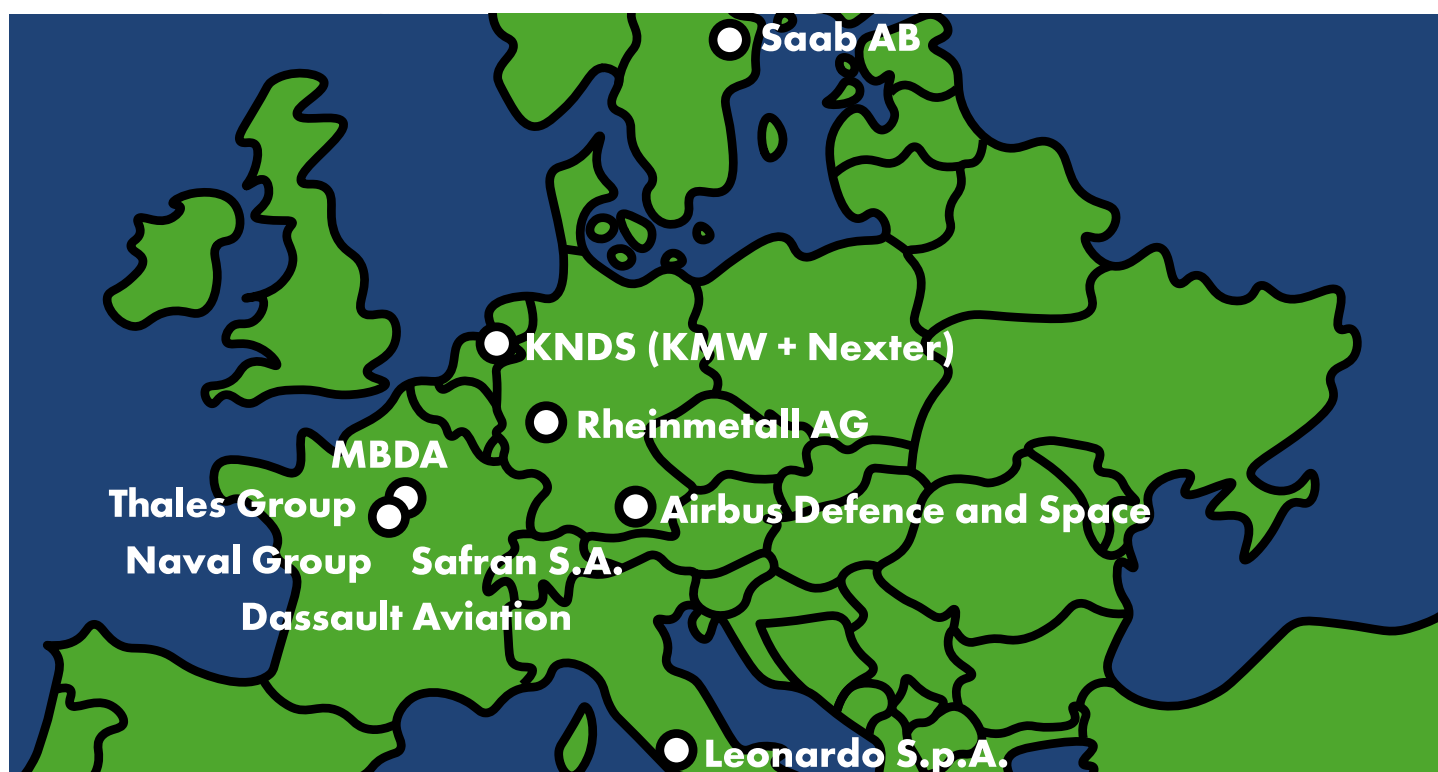 Saab AB
KNDS (KMW + Nexter)
Rheinmetall AG
MBDA
Thales Group
Airbus Defence and Space
Naval Group
Safran S.A.
Dassault Aviation
Leonardo S.p.A.